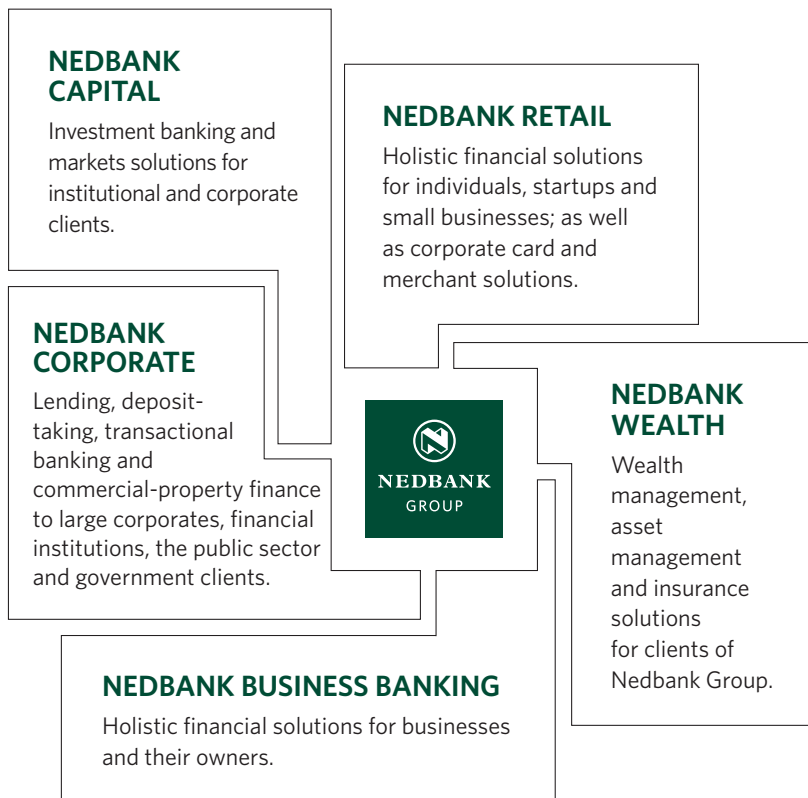 NEDBANK
CAPITAL
Investment banking and
markets solutions for
institutional and corporate
clients.
NEDBANK RETAIL
Holistic financial solutions
for individuals, startups and
small businesses; as well
as corporate card and
merchant solutions.
NEDBANK
CORPORATE
Lending, deposit-
taking, transactional
banking and
commercial-property finance
to large corporates, financial
institutions, the public sector
and government clients.
NEDBANK
GROUP
NEDBANK
WEALTH
Wealth
management,
asset
management
and insurance
solutions
for clients of
Nedbank Group.
NEDBANK BUSINESS BANKING
Holistic financial solutions for businesses
and their owners.